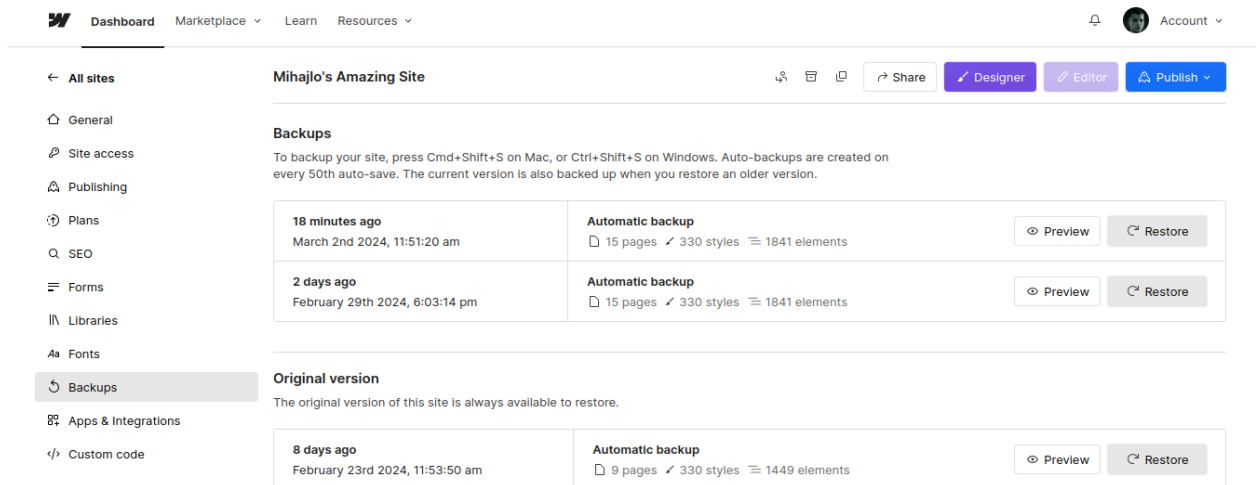 Dashboard
Marketplace
Learn
Resources
Account
All sites
Mihajlo's Amazing Site
Share
Designer
Editor
Publish
General
Site access
Publishing
Plans
SEO
Forms
Libraries
Aa Fonts
Backups
Apps & Integrations
</> Custom code
Backups
To backup your site, press Cmd+Shift+S on Mac, or Ctrl+Shift+S on Windows. Auto-backups are created on
every 50th auto-save. The current version is also backed up when you restore an older version.
18 minutes ago
March 2nd 2024, 11:51:20 am
Automatic backup
15 pages 330 styles 1841 elements
Preview
Restore
2 days ago
February 29th 2024, 6:03:14 pm
Automatic backup
15 pages 330 styles 1841 elements
Preview
Restore
Original version
The original version of this site is always available to restore.
8 days ago
February 23rd 2024, 11:53:50 am
Automatic backup
9 pages 330 styles 1449 elements
Preview
Restore